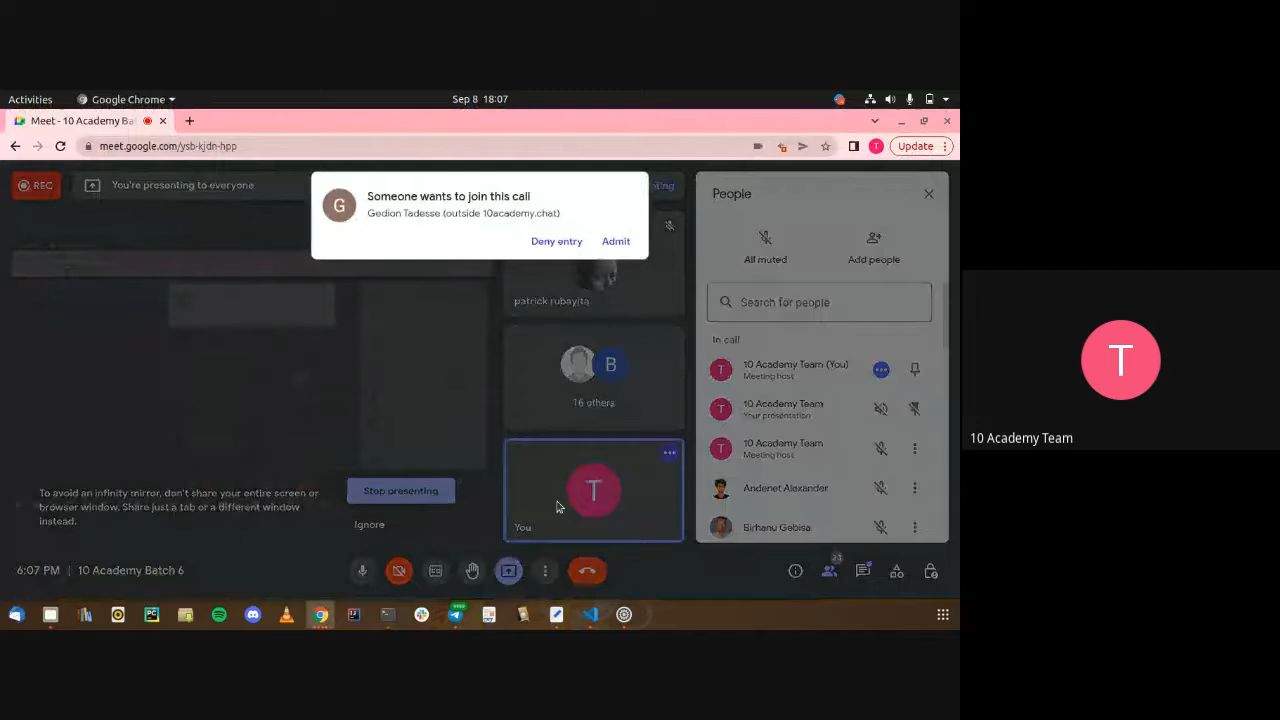 Activities
Google Chrome
Sep 8 18:07
Meet - 10 Academy Ba
meet.google.com/ysb-kjdn-hpp
T
Update
REC
You're presenting to everyone
G
Someone wants to join this call
Gedion Tadesse (outside 10academy.chat)
Deny entry
Admit
patrick rubayita
B
16 others
T
You
To avoid an infinity mirror, don't share your entire screen or
browser window. Share just a tab or a different window
instead.
Stop presenting
Ignore
People
All muted
Add people
Search for people
In call
T
10 Academy Team (You)
Meeting host
T
10 Academy Team
Your presentation
T
10 Academy Team
Meeting host
Andenet Alexander
Birhanu Gebisa
6:07 PM | 10 Academy Batch 6
23
PC
T
10 Academy Team